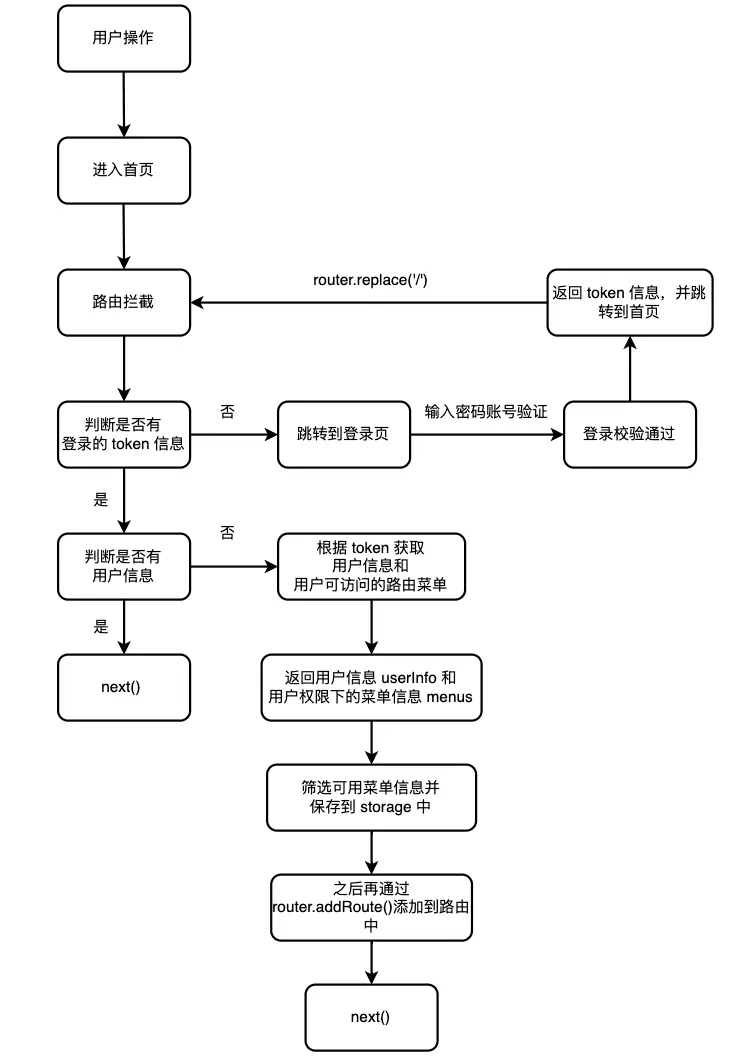 用户操作
进入首页
router.replace('/')
路由拦截
返回 token 信息，并跳
转到首页
判断是否有
登录的 token 信息
否
跳转到登录页
输入密码账号验证
登录校验通过
是
判断是否有
用户信息
否
根据 token 获取
用户信息和
用户可访问的路由菜单
是
next()
返回用户信息 userInfo 和
用户权限下的菜单信息 menus
筛选可用菜单信息并
保存到 storage 中
之后再通过
router.addRoute()添加到路由
中
next()